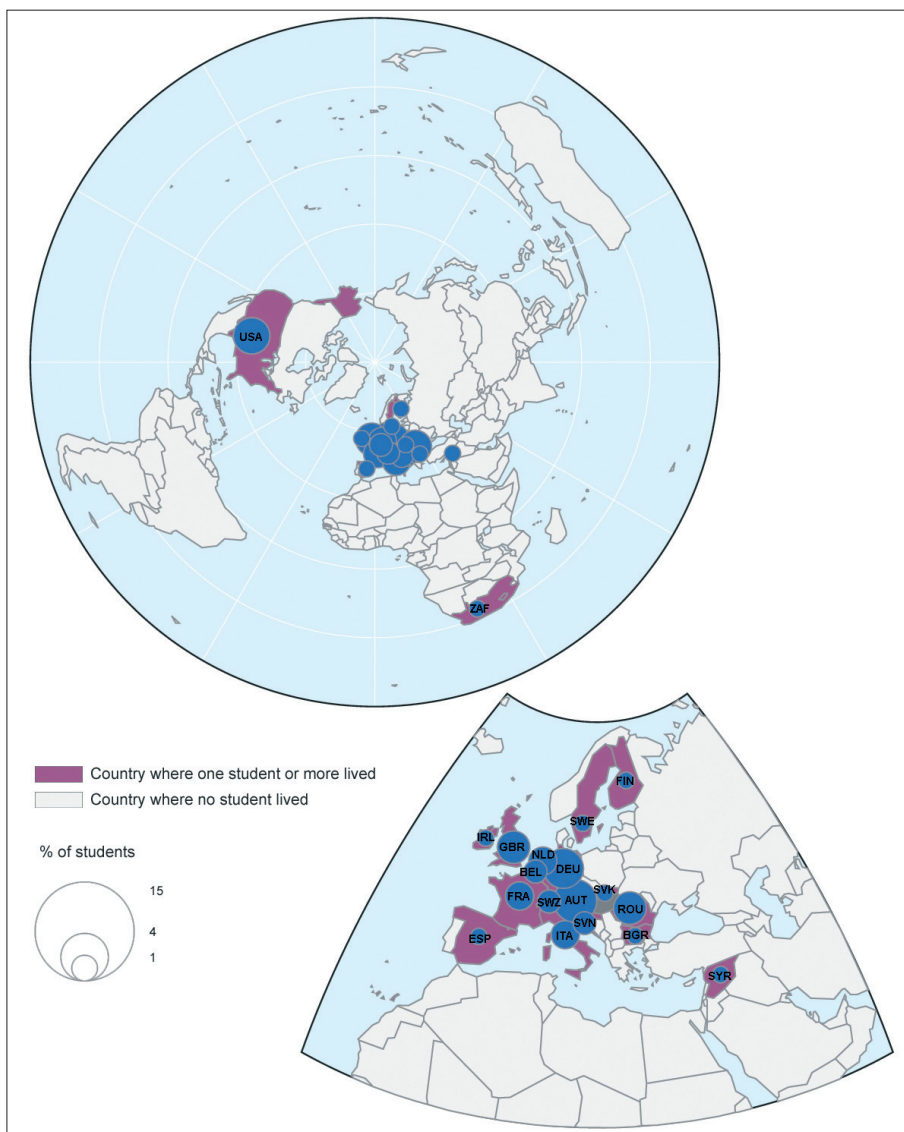 USA
ZAF
Country where one student or more lived
Country where no student lived
% of students
15
4
1
FIN
SWE
IRL
GBR
NLD
DEU
BEL
SVK
FRA
SWZ
AUT
ROU
SVN
ITA
BGR
ESP
SYR